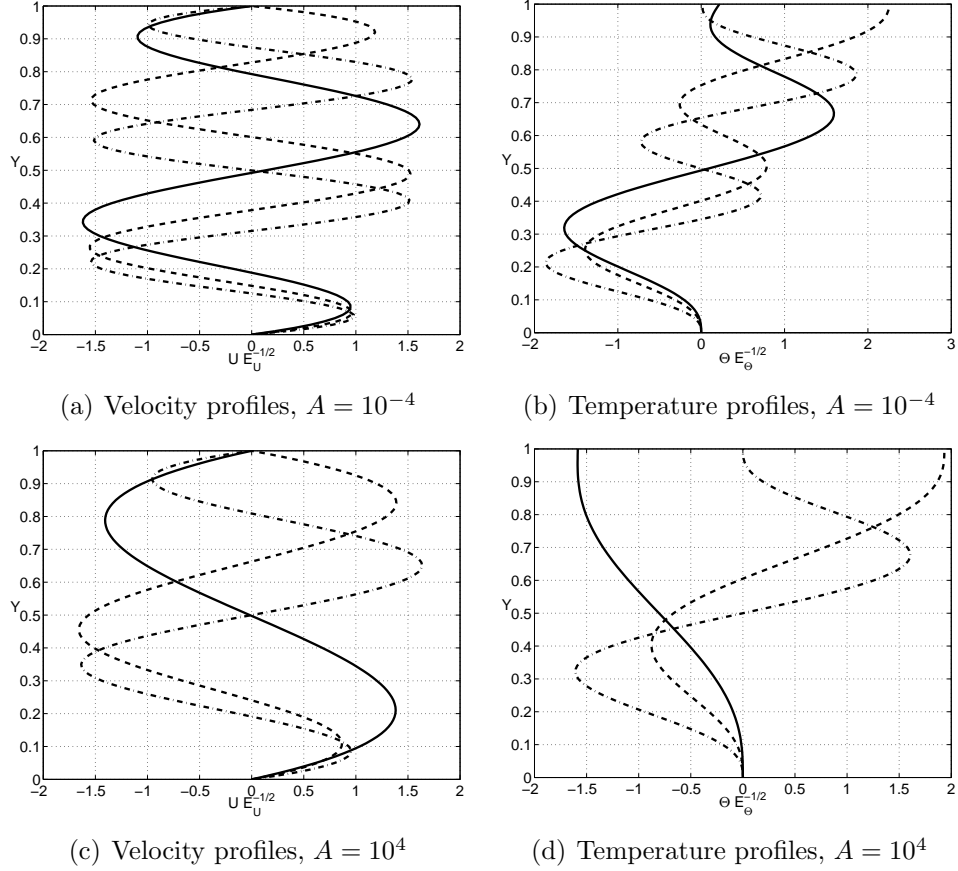 1
0.9
0.8
0.7
0.6
Y 0.5
0.4
0.3
0.2
0.1
0
−2 −1.5 −1 −0.5 0 0.5 1 1.5 2
U E_U^{-1/2}
(a) Velocity profiles, A = 10^{−4}
1
0.9
0.8
0.7
0.6
Y 0.5
0.4
0.3
0.2
0.1
0
−2 −1 0 1 2 3
Θ E_Θ^{-1/2}
(b) Temperature profiles, A = 10^{−4}
1
0.9
0.8
0.7
0.6
Y 0.5
0.4
0.3
0.2
0.1
0
−2 −1.5 −1 −0.5 0 0.5 1 1.5 2
U E_U^{-1/2}
(c) Velocity profiles, A = 10^4
1
0.9
0.8
0.7
0.6
Y 0.5
0.4
0.3
0.2
0.1
0
−2 −1.5 −1 −0.5 0 0.5 1 1.5 2
Θ E_Θ^{-1/2}
(d) Temperature profiles, A = 10^4